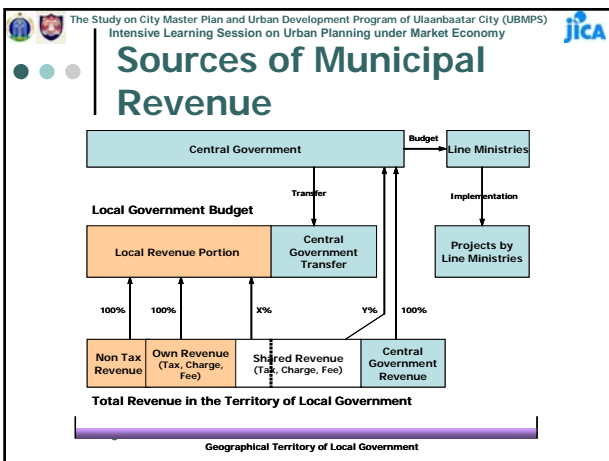 The Study on City Master Plan and Urban Development Program of Ulaanbaatar City (UBMPS)
Intensive Learning Session on Urban Planning under Market Economy
jICA
Sources of Municipal
Revenue
Central Government
Budget
Line Ministries
Transfer
Implementation
Local Government Budget
Local Revenue Portion
Central
Government
Transfer
Projects by
Line Ministries
100%
100%
X%
Y%
100%
Non Tax
Revenue
Own Revenue
(Tax, Charge,
Fee)
Shared Revenue
(Tax, Charge, Fee)
Central
Government
Revenue
Total Revenue in the Territory of Local Government
Geographical Territory of Local Government